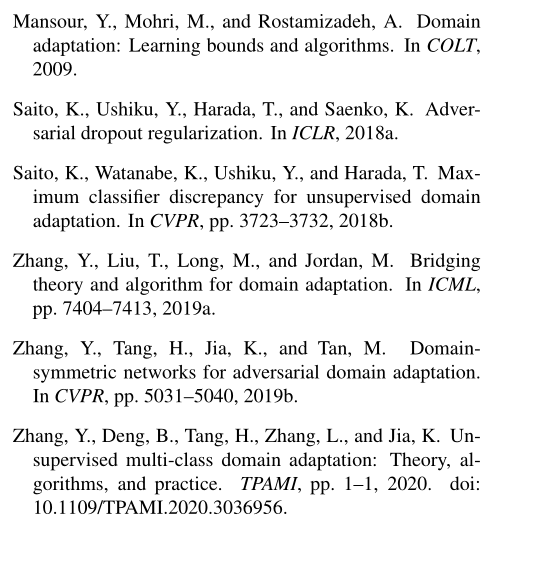 Mansour, Y., Mohri, M., and Rostamizadeh, A. Domain
adaptation: Learning bounds and algorithms. In COLT,
2009.
Saito, K., Ushiku, Y., Harada, T., and Saenko, K. Adver-
sarial dropout regularization. In ICLR, 2018a.
Saito, K., Watanabe, K., Ushiku, Y., and Harada, T. Max-
imum classifier discrepancy for unsupervised domain
adaptation. In CVPR, pp. 3723–3732, 2018b.
Zhang, Y., Liu, T., Long, M., and Jordan, M. Bridging
theory and algorithm for domain adaptation. In ICML,
pp. 7404–7413, 2019a.
Zhang, Y., Tang, H., Jia, K., and Tan, M. Domain-
symmetric networks for adversarial domain adaptation.
In CVPR, pp. 5031–5040, 2019b.
Zhang, Y., Deng, B., Tang, H., Zhang, L., and Jia, K. Un-
supervised multi-class domain adaptation: Theory, al-
gorithms, and practice. TPAMI, pp. 1–1, 2020. doi:
10.1109/TPAMI.2020.3036956.